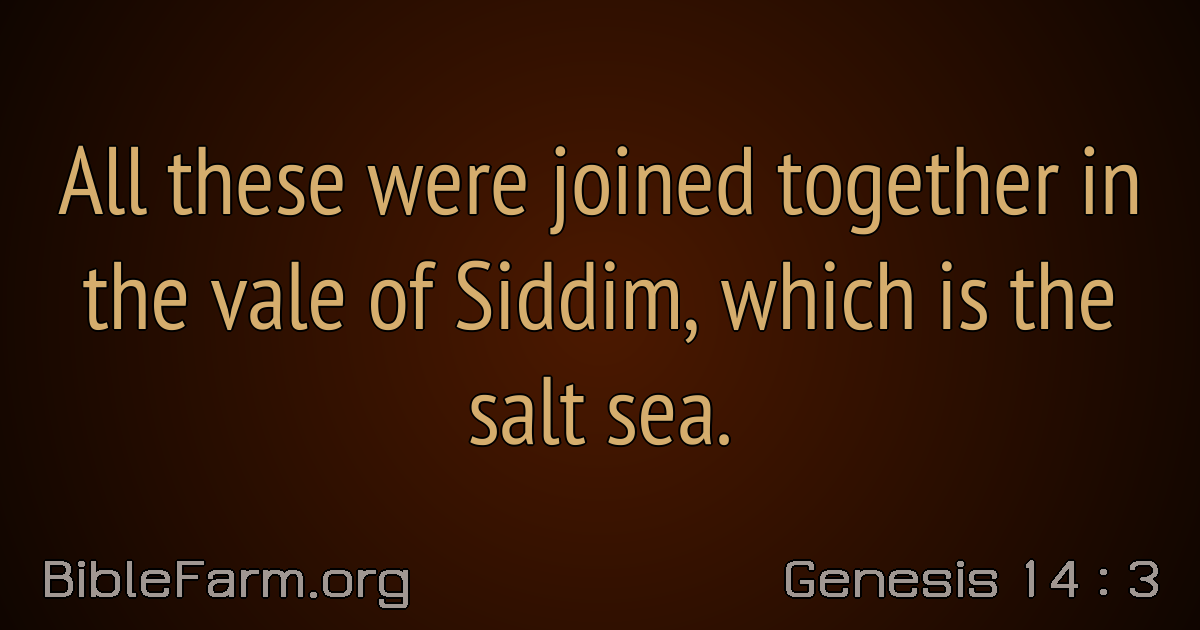 All these were joined together in
the vale of Siddim, which is the
salt sea.
BibleFarm.org
Genesis 14 : 3